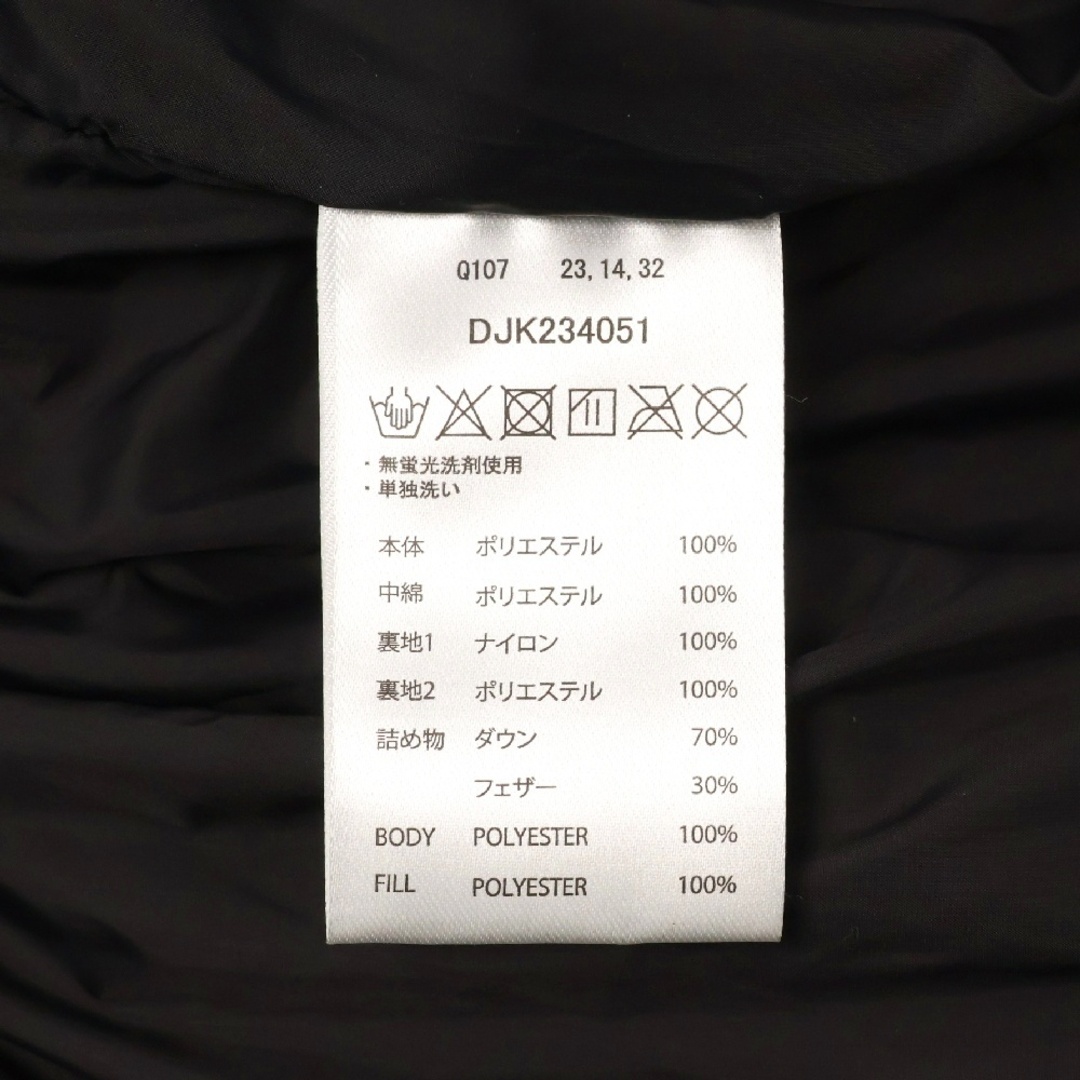 Q107 23, 14, 32
DJK234051
・無蛍光洗剤使用
・単独洗い
本体 ポリエステル 100%
中綿 ポリエステル 100%
裏地1 ナイロン 100%
裏地2 ポリエステル 100%
詰め物 ダウン 70%
フェザー 30%
BODY POLYESTER 100%
FILL POLYESTER 100%